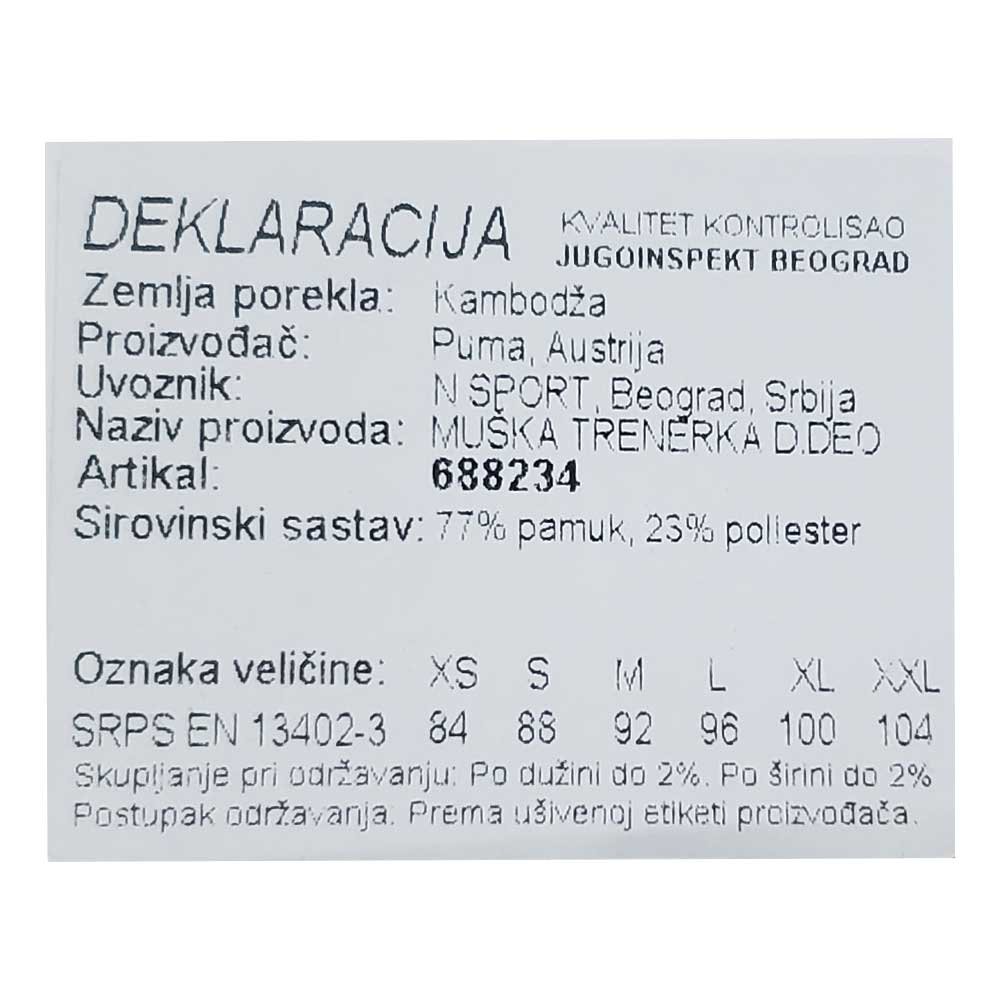 DEKLARACIJA
KVALITET KONTROLISAO
JUGOINSPEKT BEOGRAD
Zemlja porekla: Kambodža
Proizvođač: Puma, Austrija
Uvoznik: N SPORT, Beograd, Srbija
Naziv proizvoda: MUŠKA TRENERKA D.DEO
Artikal: 688234
Sirovinski sastav: 77% pamuk, 23% poliester
Oznaka veličine: XS S M L XL XXL
SRPS EN 13402-3 84 88 92 96 100 104
Skupljanje pri održavanju: Po dužini do 2%. Po širini do 2%
Postupak održavanja: Prema ušivenoj etiketi proizvođača.